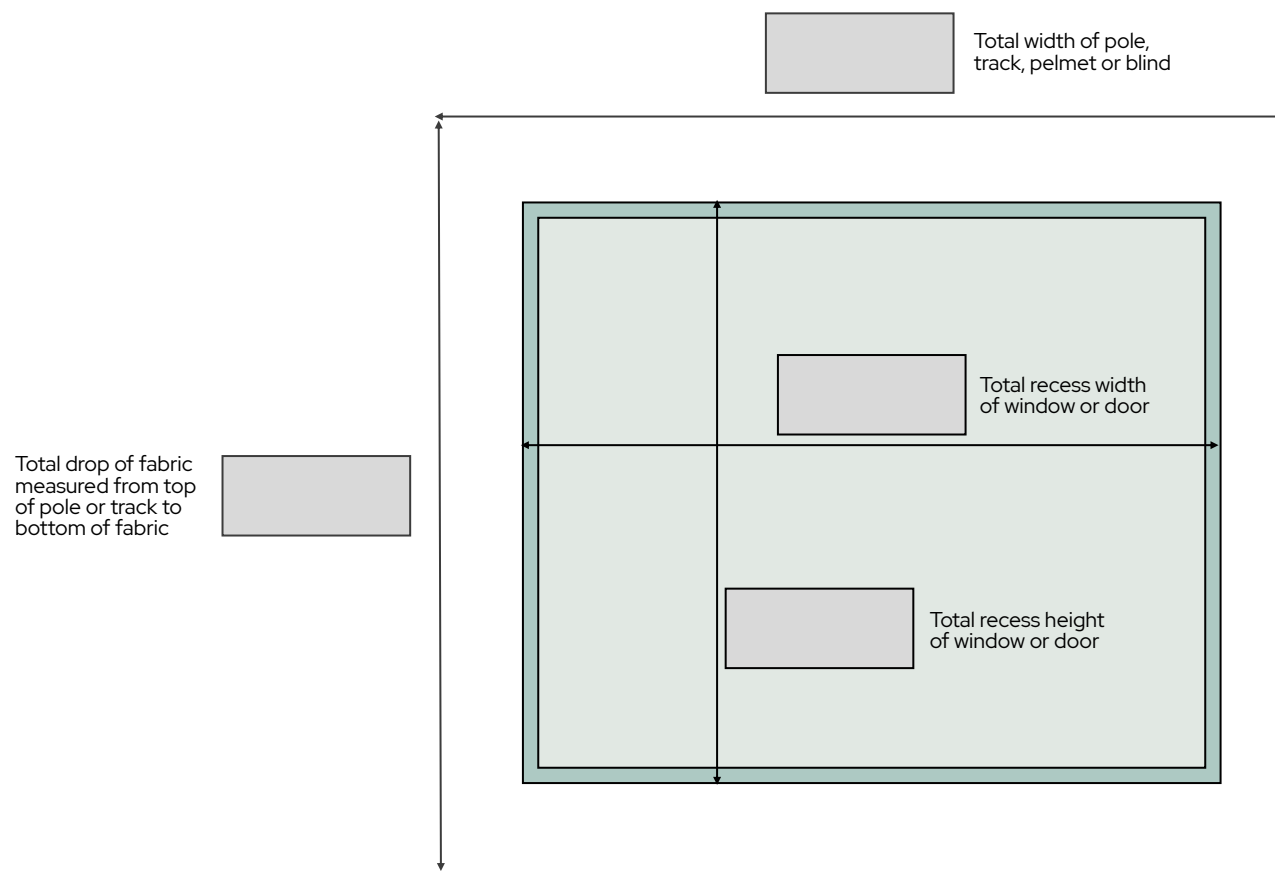 Total width of pole,
track, pelmet or blind
Total recess width
of window or door
Total drop of fabric
measured from top
of pole or track to
bottom of fabric
Total recess height
of window or door